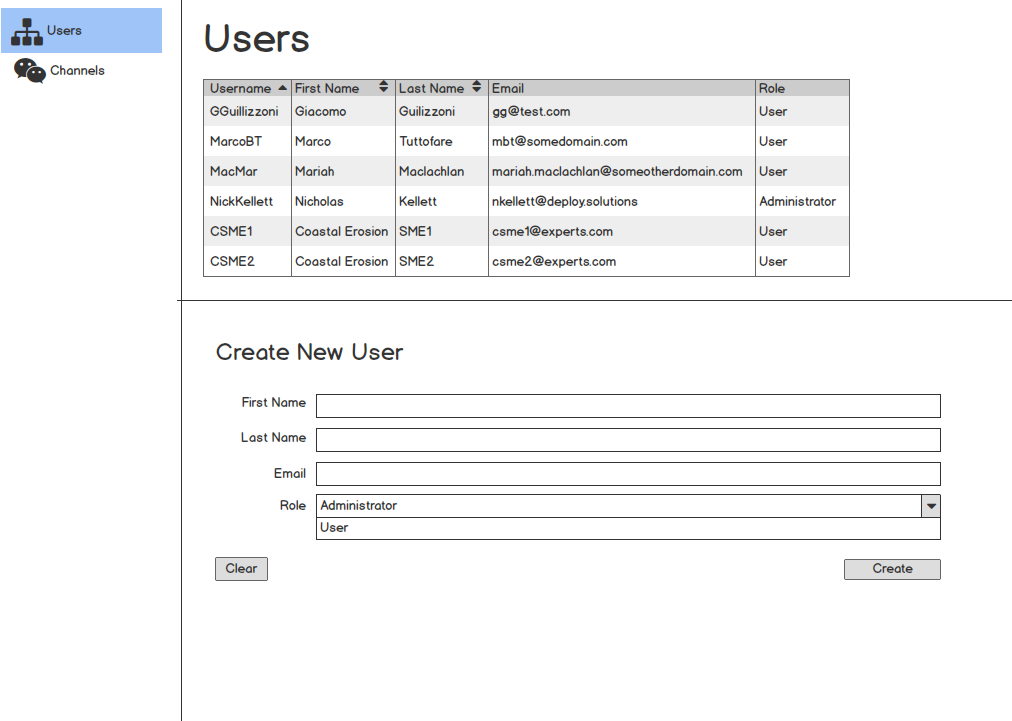 Users
Channels
Users
Username First Name Last Name Email Role
GGuillizzoni Giacomo Guilizzoni gg@test.com User
MarcoBT Marco Tuttofare mbt@somedomain.com User
MacMar Mariah Maclachlan mariah.maclachlan@someotherdomain.com User
NickKellett Nicholas Kellett nkellett@deploy.solutions Administrator
CSME1 Coastal Erosion SME1 csme1@experts.com User
CSME2 Coastal Erosion SME2 csme2@experts.com User
Create New User
First Name
Last Name
Email
Role Administrator
User
Clear Create